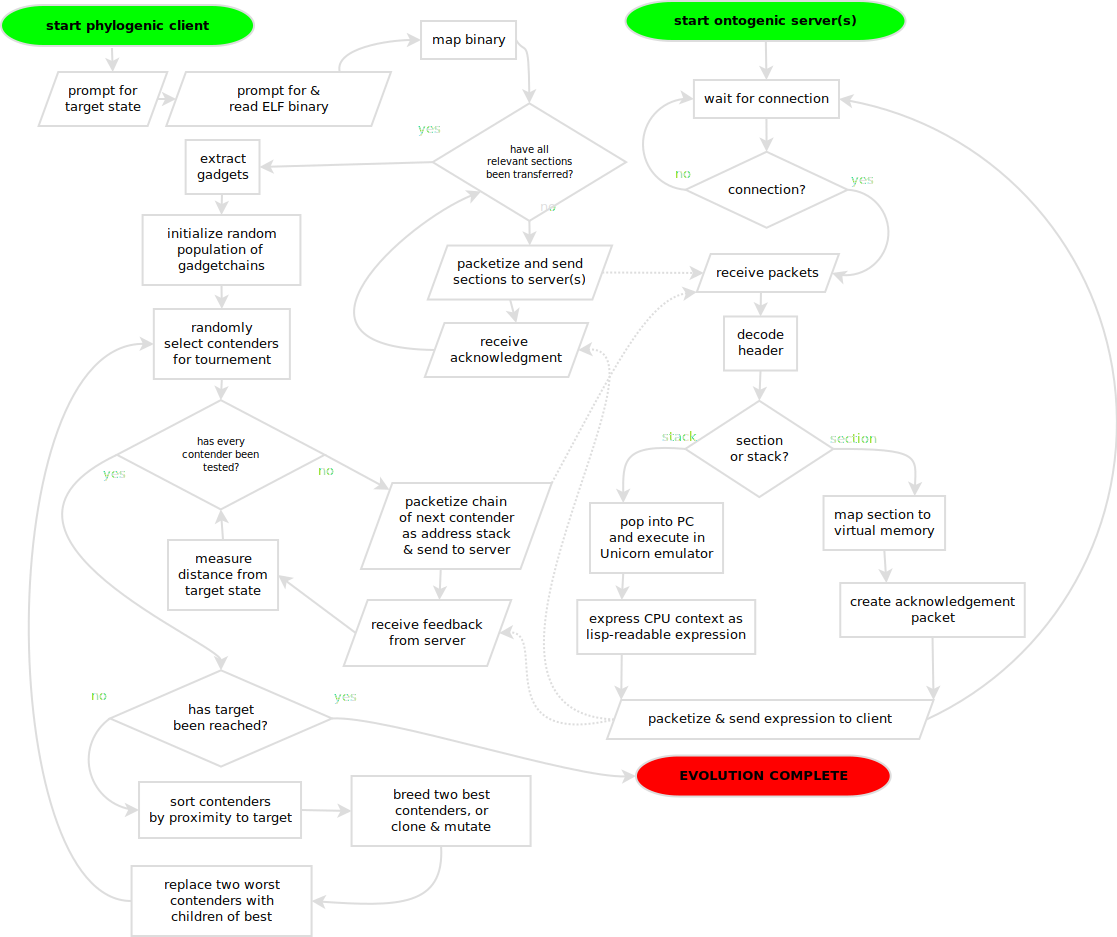 start phylogenic client
start ontogenic server(s)
map binary
prompt for
target state
prompt for &
read ELF binary
wait for connection
yes
have all
relevant sections
been transferred?
no
extract
gadgets
no
connection?
yes
initialize random
population of
gadgetchains
packetize and send
sections to server(s)
receive packets
randomly
select contenders
for tournement
receive
acknowledgment
decode
header
has every
contender been
tested?
yes
no
stack
section
or stack?
section
packetize chain
of next contender
as address stack
& send to server
pop into PC
and execute in
Unicorn emulator
map section to
virtual memory
measure
distance from
target state
create acknowledgement
packet
receive feedback
from server
express CPU context as
lisp-readable expression
no
has target
been reached?
yes
packetize & send expression to client
EVOLUTION COMPLETE
sort contenders
by proximity to target
breed two best
contenders, or
clone & mutate
replace two worst
contenders with
children of best